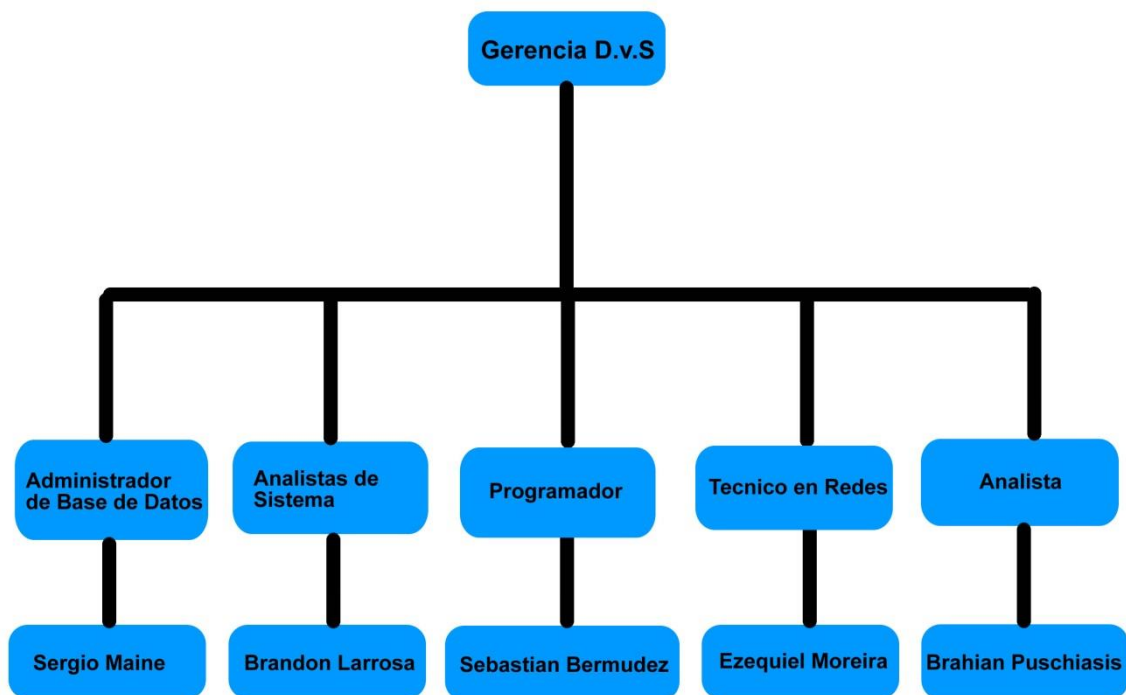 Gerencia D.v.S
Administrador
de Base de Datos
Analistas de
Sistema
Programador
Tecnico en Redes
Analista
Sergio Maine
Brandon Larrosa
Sebastian Bermudez
Ezequiel Moreira
Brahian Puschiasis